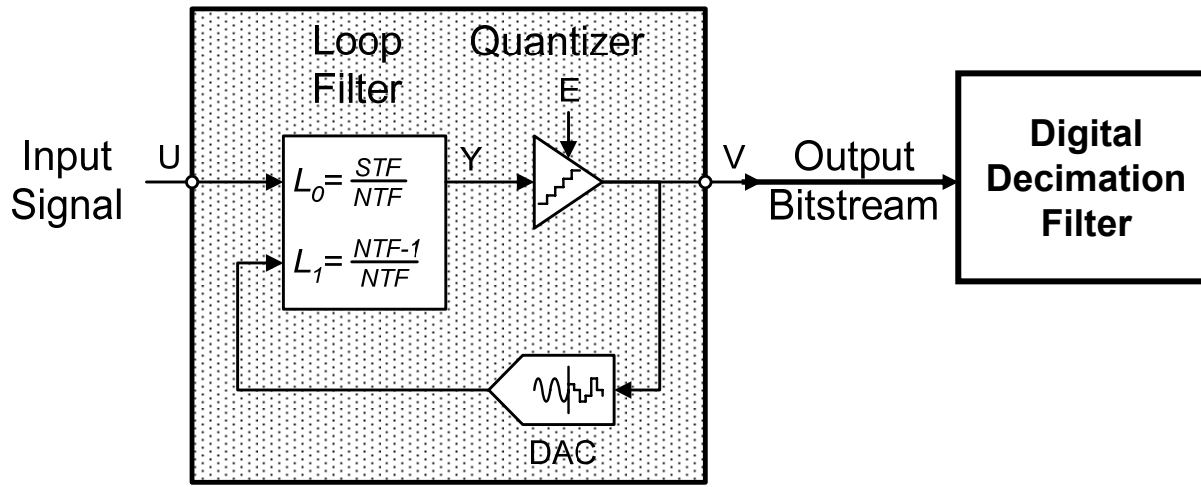 Loop
Filter
Quantizer
E
Input
Signal
U
L₀= STF/NTF
L₁= NTF-1/NTF
Y
V
Output
Bitstream
Digital
Decimation
Filter
DAC